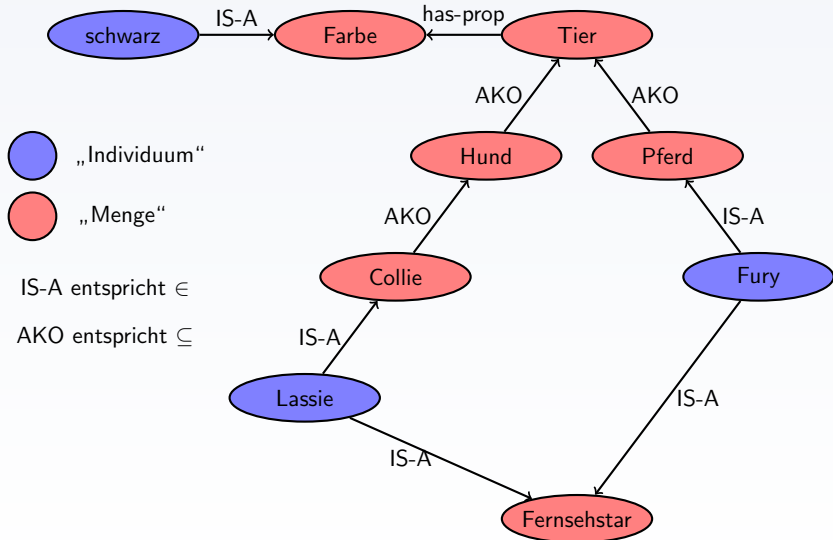 IS-A
has-prop
schwarz
Farbe
Tier
AKO
AKO
„Individuum“
Hund
Pferd
„Menge“
AKO
IS-A
Collie
Fury
IS-A entspricht ∈
AKO entspricht ⊆
IS-A
Lassie
IS-A
IS-A
Fernsehstar